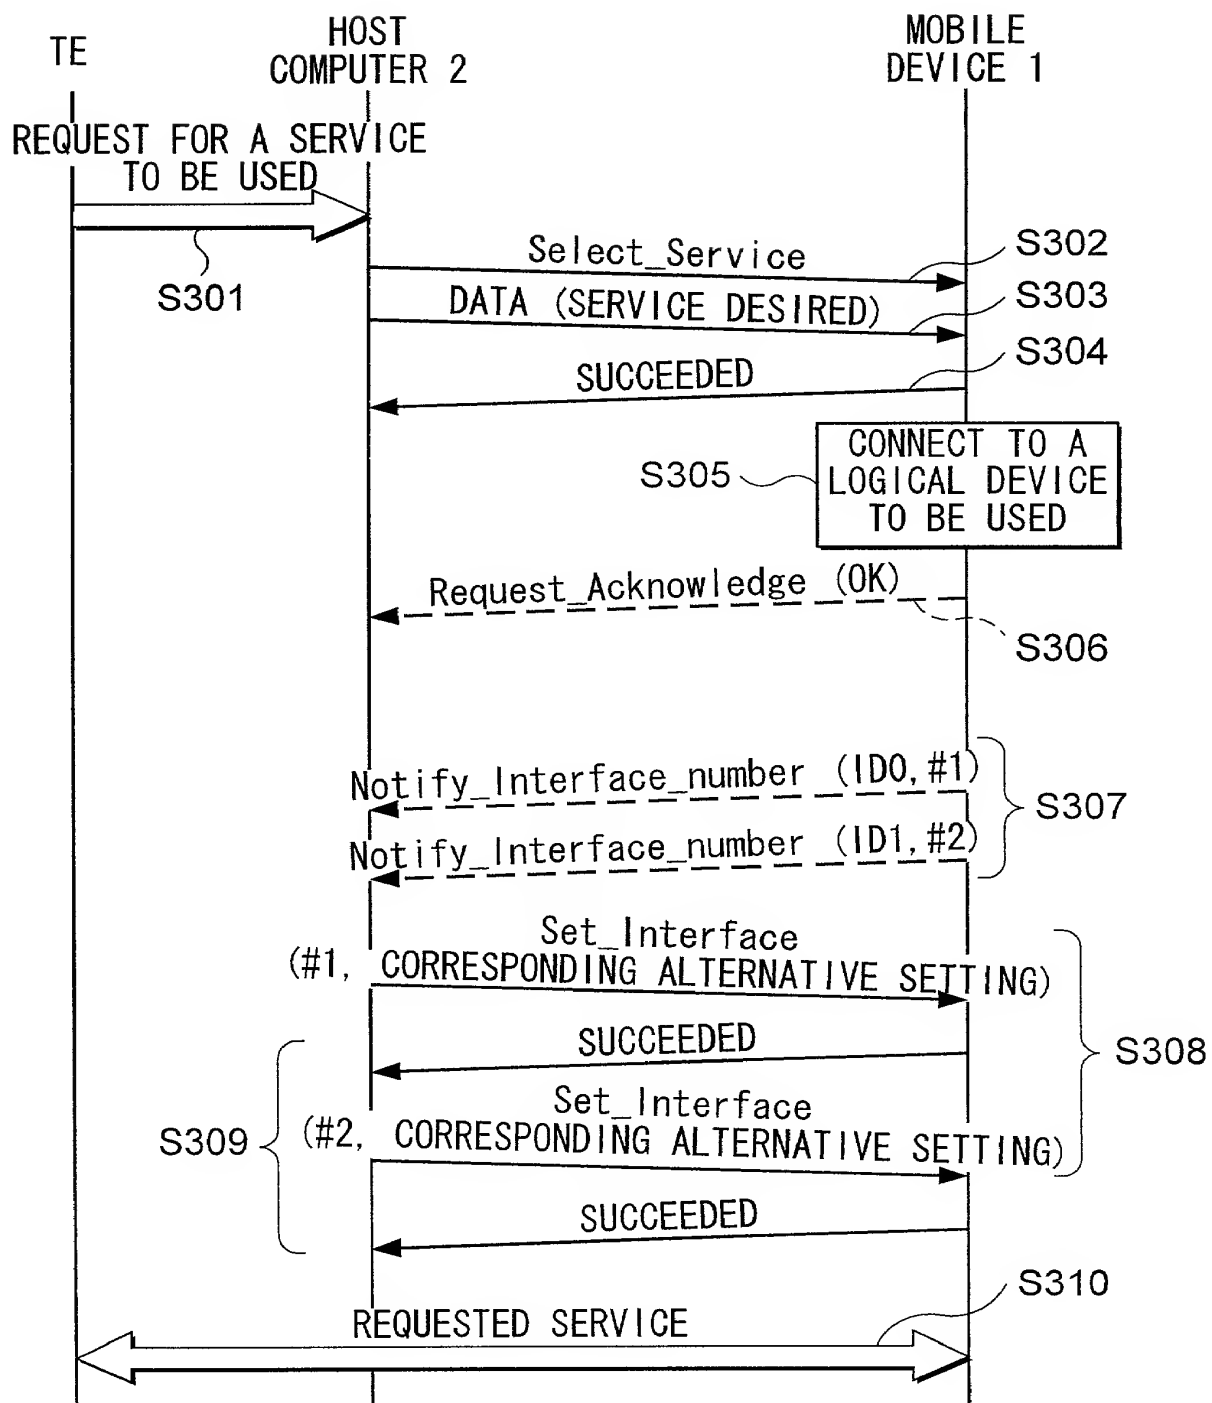 TE
HOST
COMPUTER 2
MOBILE
DEVICE 1
REQUEST FOR A SERVICE
TO BE USED
S301
Select_Service
S302
DATA (SERVICE DESIRED)
S303
SUCCEEDED
S304
CONNECT TO A
LOGICAL DEVICE
TO BE USED
S305
Request_Acknowledge (OK)
S306
Notify_Interface_number (ID0, #1)
S307
Notify_Interface_number (ID1, #2)
Set_Interface
(#1, CORRESPONDING ALTERNATIVE SETTING)
SUCCEEDED
S308
Set_Interface
(#2, CORRESPONDING ALTERNATIVE SETTING)
S309
SUCCEEDED
S310
REQUESTED SERVICE